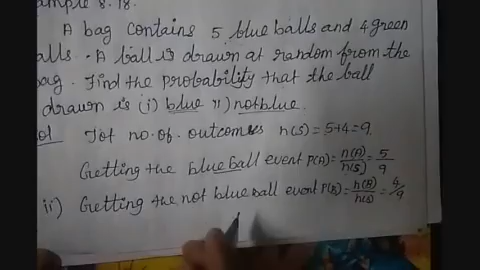 ample 8.18.
A bag contains 5 blue balls and 4 green
alls. A ball is drawn at random from the
bag. Find the probability that the ball
drawn is (i) blue ii) not blue.
ol Tot no. of. outcomes n(S) = 5+4 = 9.
Getting the blue ball event P(A) = n(A)/n(S) = 5/9
ii) Getting the not blue ball event P(B) = n(B)/n(S) = 4/9